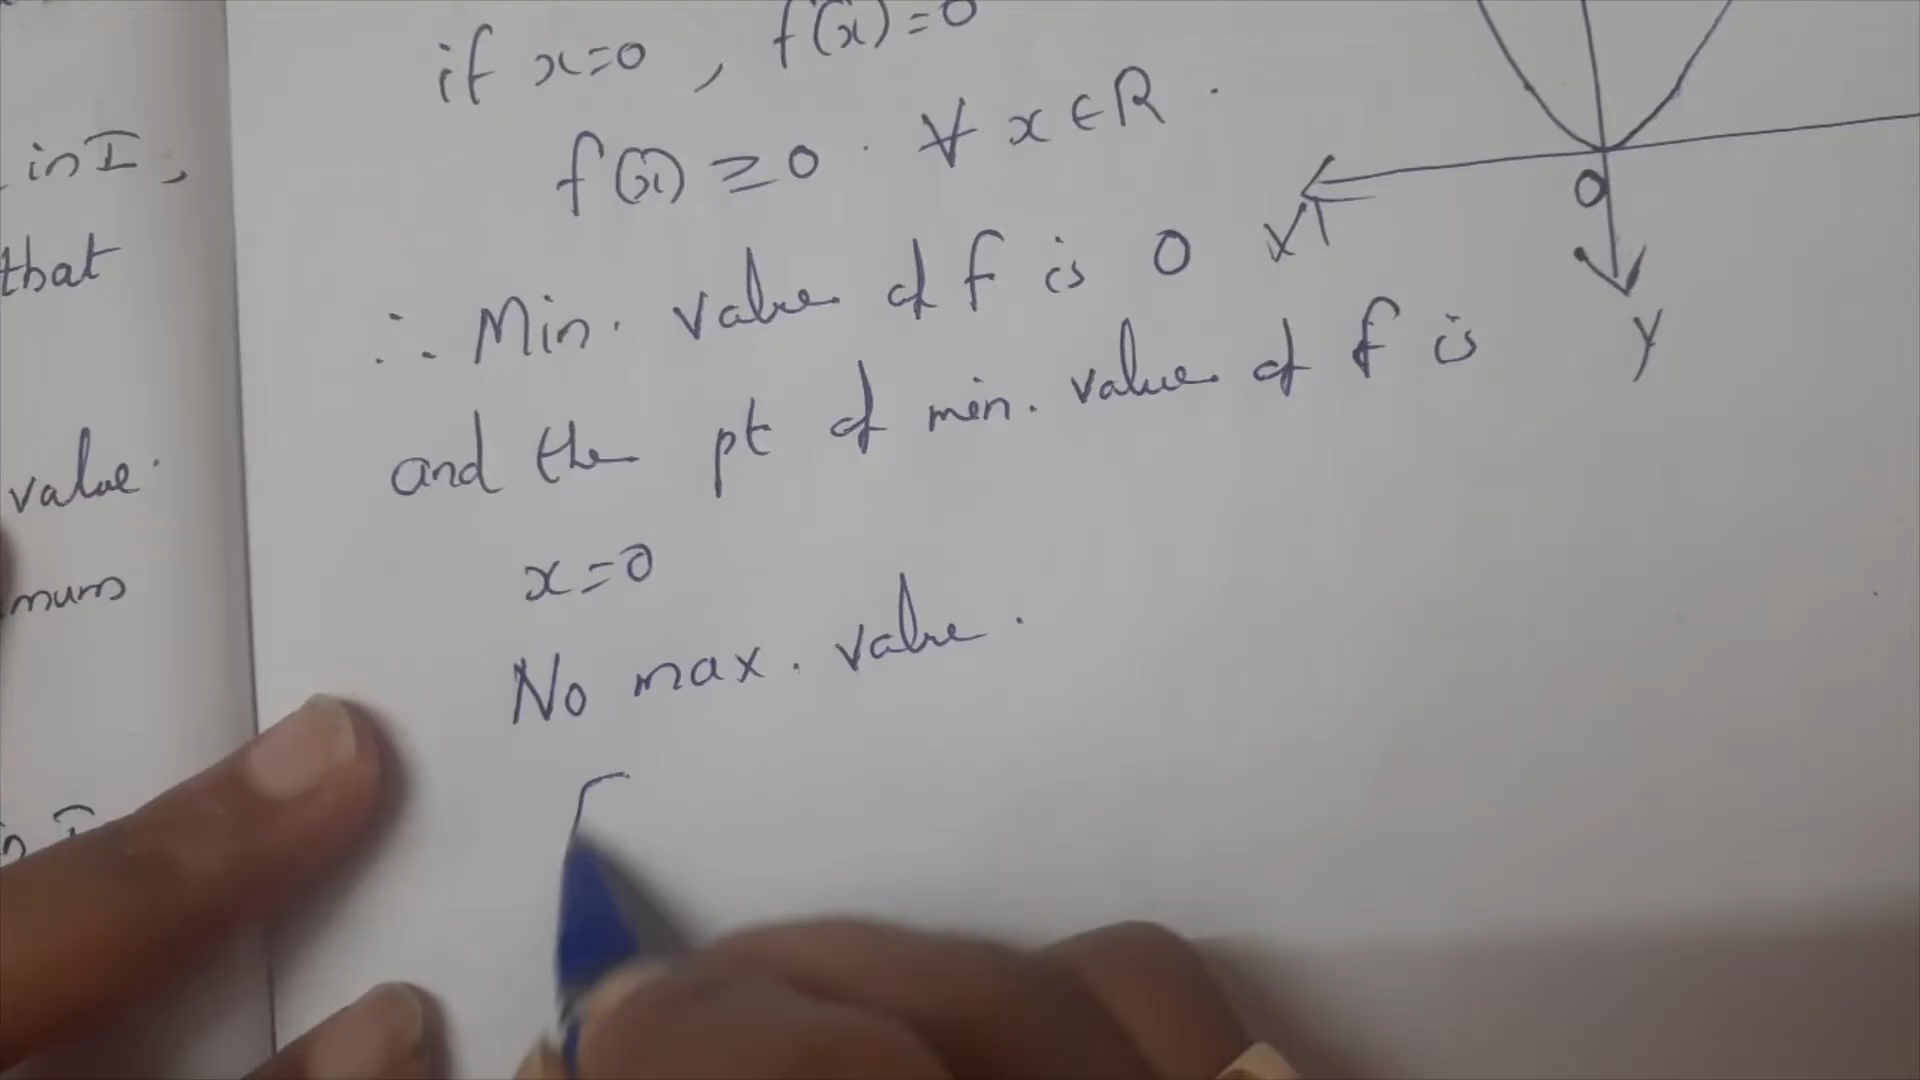 in I,
that
value.
mum
if x=0, f(x)=0
f(x) ≥ 0. ∀ x ∈ R.
∴ Min. value of f is 0
and the pt of min. value of f is
x=0
No max. value.
X'
O
Y